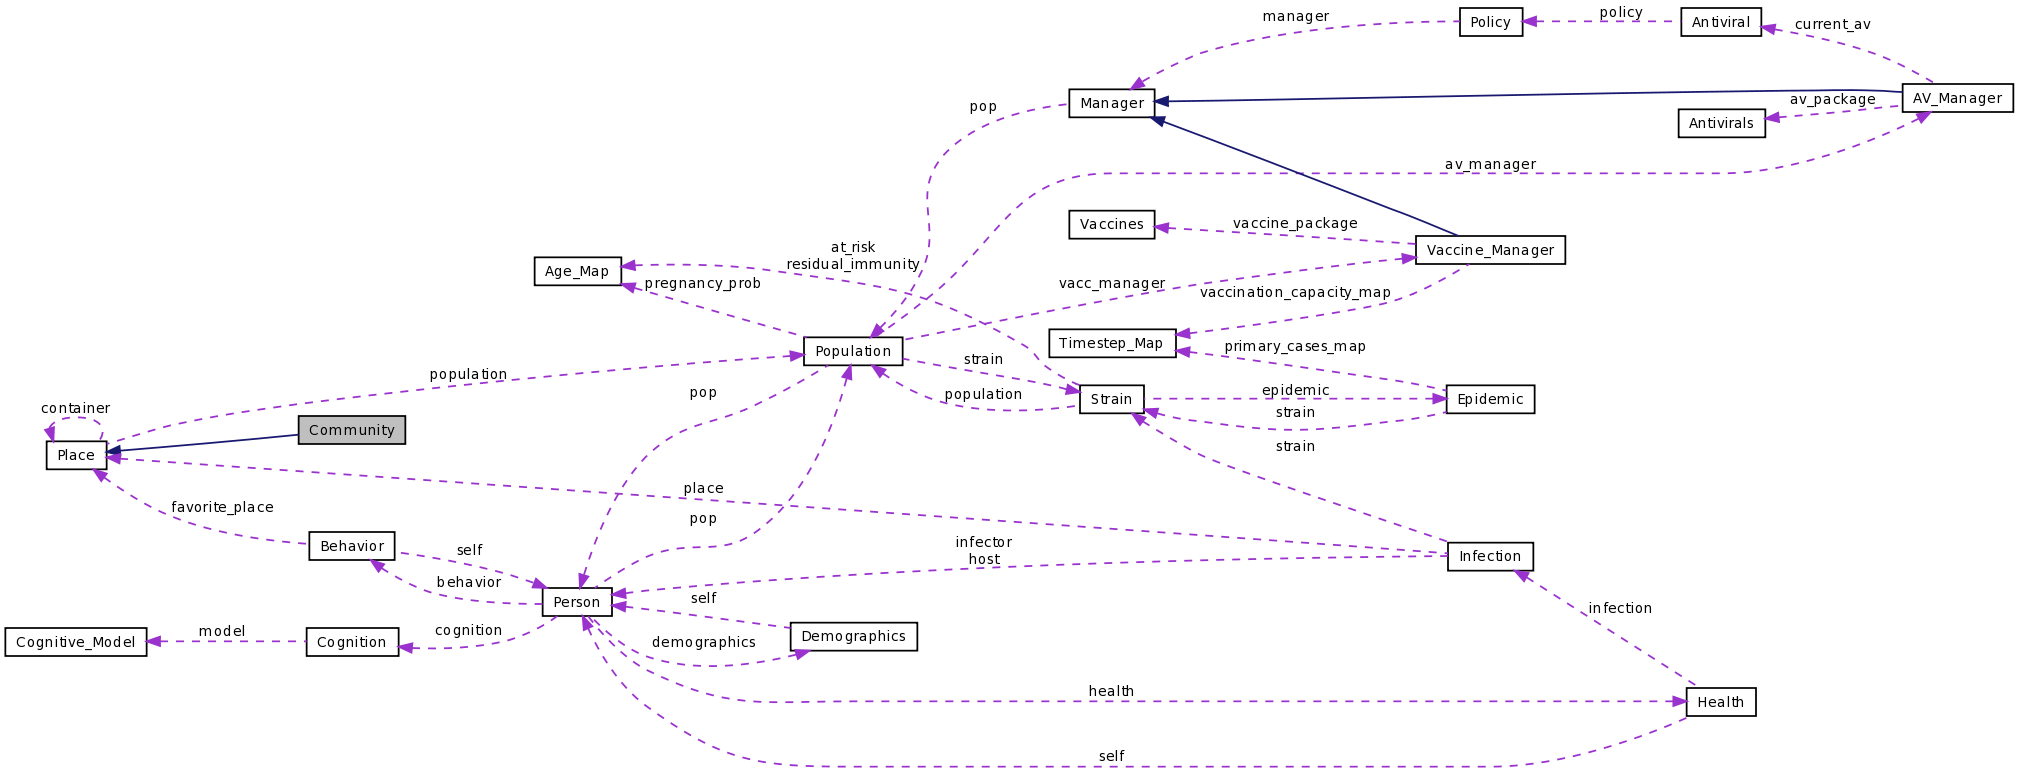 policy
manager
Policy
Antiviral
current_av
AV_Manager
Manager
pop
av_package
Antivirals
av_manager
Vaccines
vaccine_package
Vaccine_Manager
at_risk
residual_immunity
Age_Map
pregnancy_prob
vacc_manager
vaccination_capacity_map
Timestep_Map
primary_cases_map
Population
strain
population
population
epidemic
Strain
Epidemic
strain
pop
container
Community
Place
strain
place
favorite_place
pop
Behavior
self
infector
host
Infection
behavior
Person
self
infection
cognition
model
Cognitive_Model
Cognition
demographics
Demographics
health
Health
self